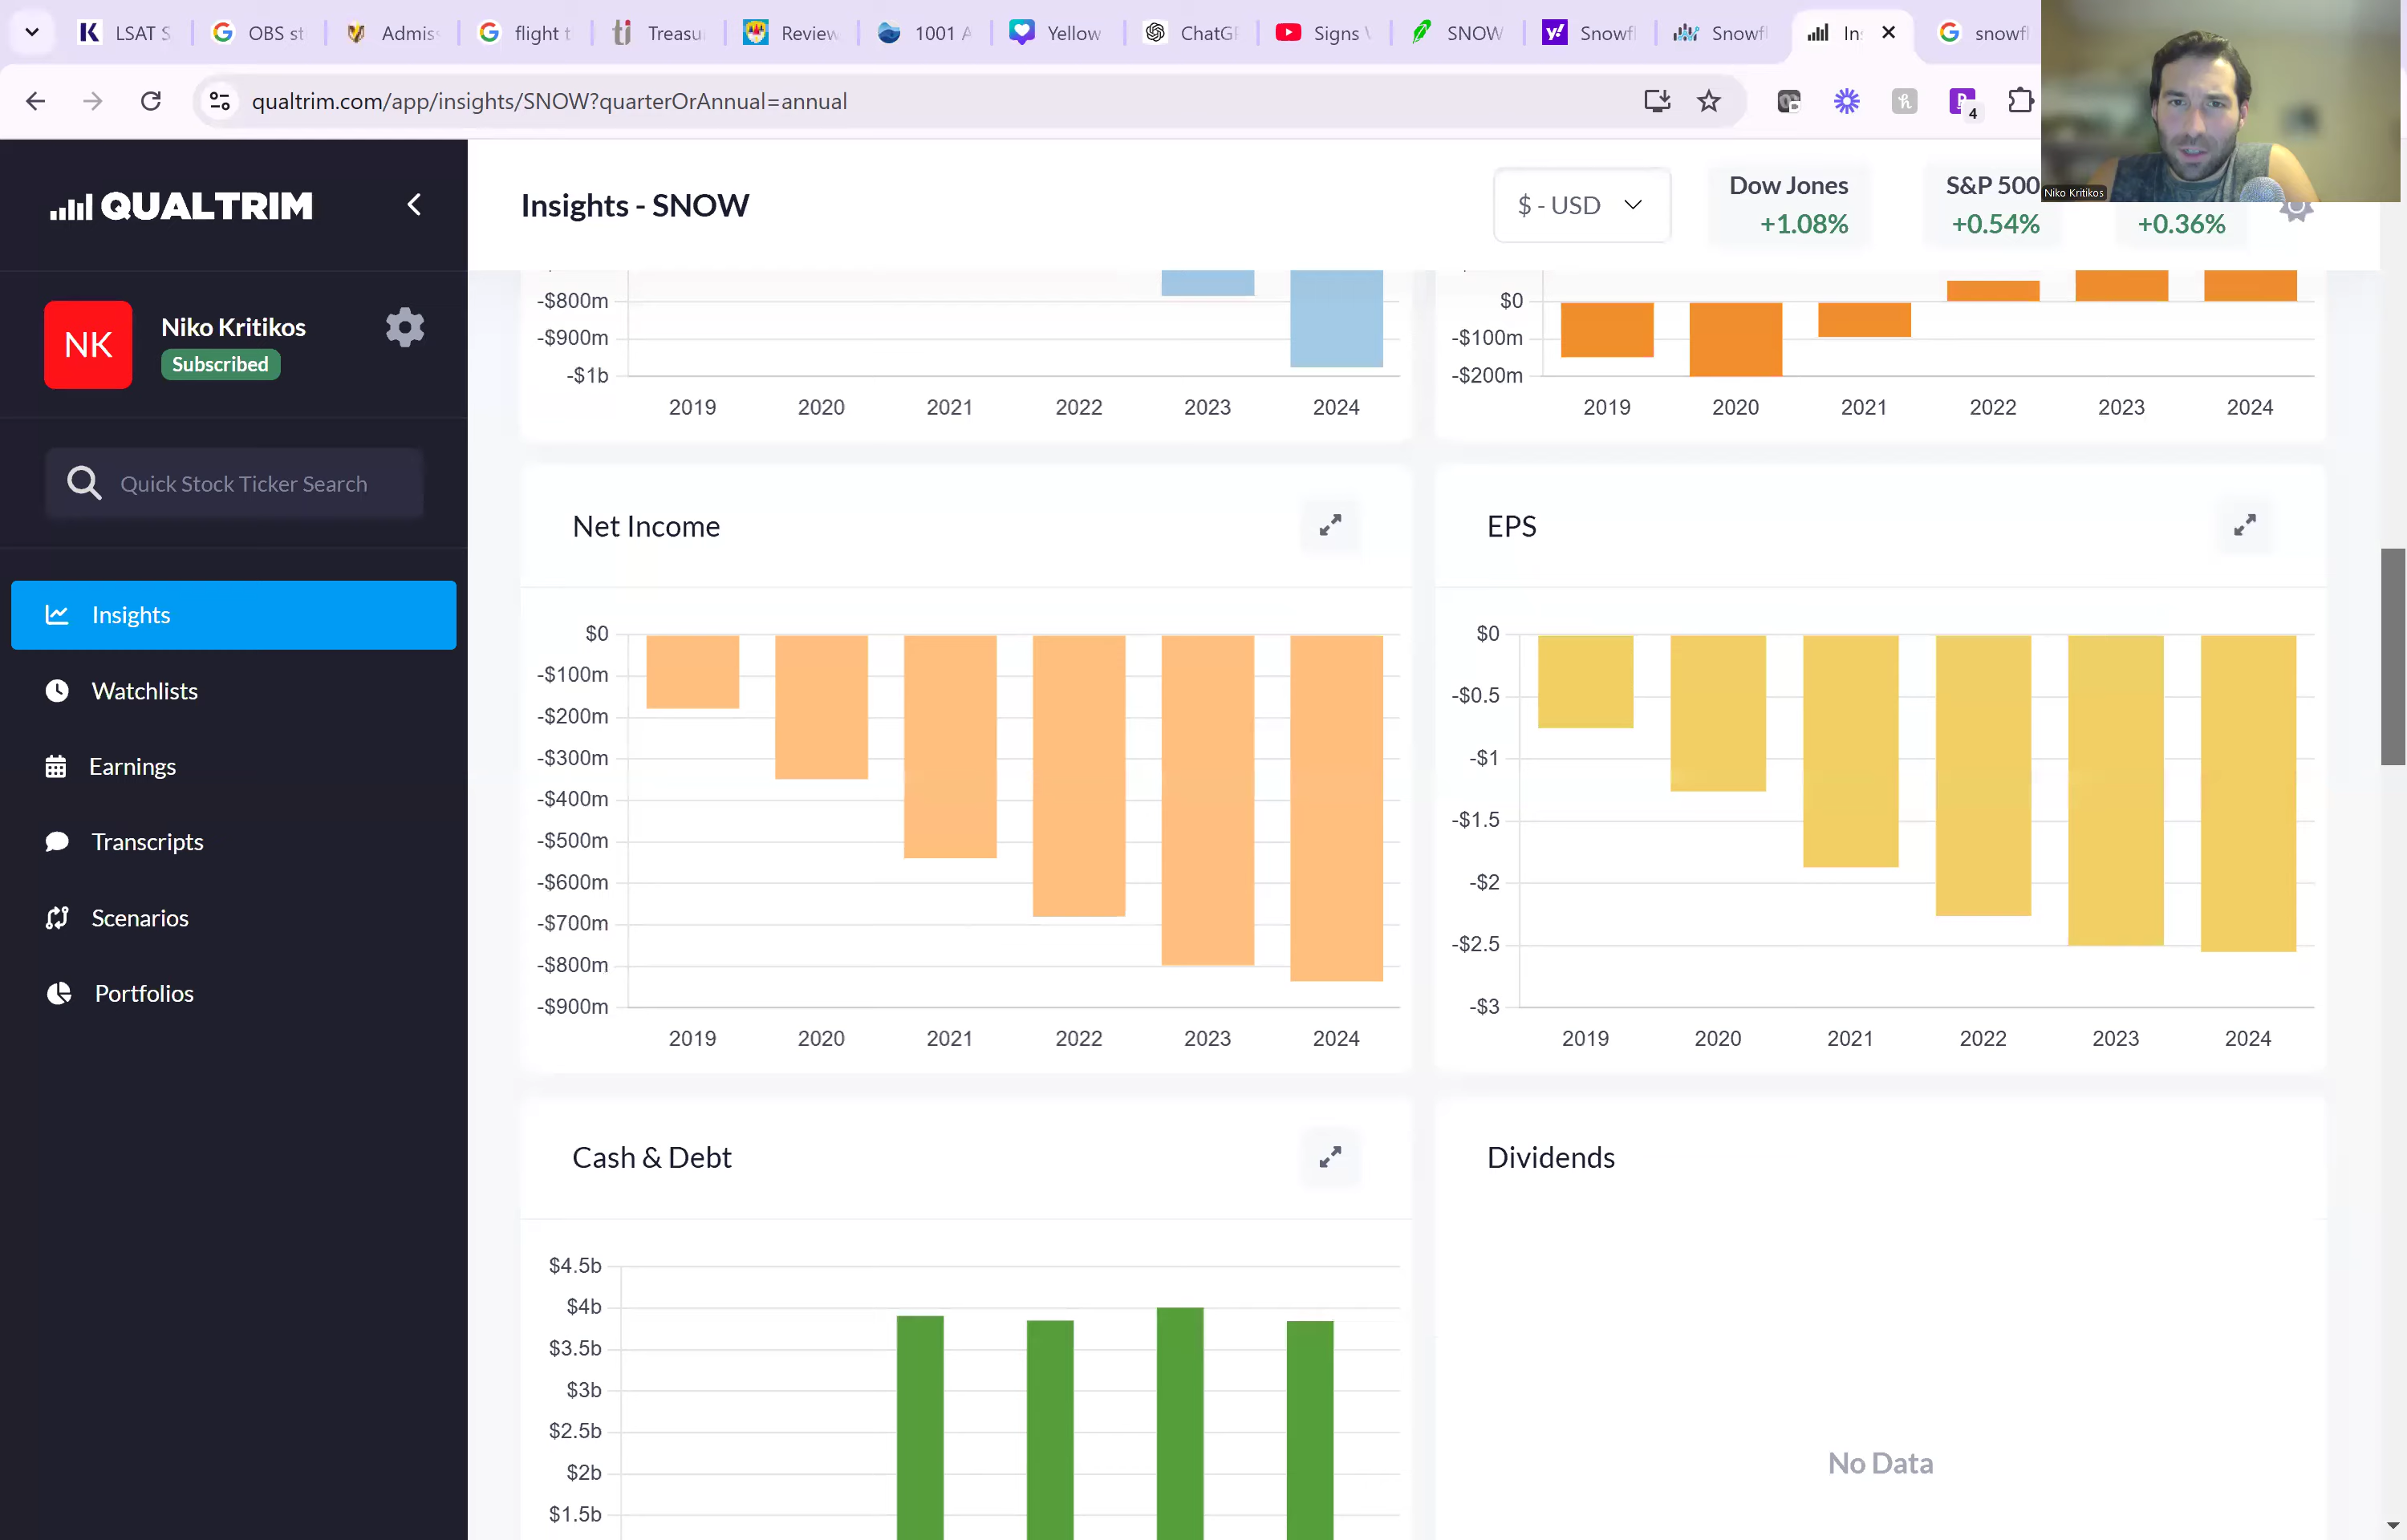 LSAT S
OBS st
Admis
flight t
Treasu
Review
1001 A
Yellow
ChatGP
Signs
SNOW
Snowfl
Snowfl
In
snowfl
qualtrim.com/app/insights/SNOW?quarterOrAnnual=annual
4
Niko Kritikos
QUALTRIM
Insights - SNOW
$ - USD
Dow Jones
+1.08%
S&P 500
+0.54%
+0.36%
NK
Niko Kritikos
Subscribed
Quick Stock Ticker Search
Insights
Watchlists
Earnings
Transcripts
Scenarios
Portfolios
-$800m
-$900m
-$1b
2019 2020 2021 2022 2023 2024
$0
-$100m
-$200m
2019 2020 2021 2022 2023 2024
Net Income
$0
-$100m
-$200m
-$300m
-$400m
-$500m
-$600m
-$700m
-$800m
-$900m
2019 2020 2021 2022 2023 2024
EPS
$0
-$0.5
-$1
-$1.5
-$2
-$2.5
-$3
2019 2020 2021 2022 2023 2024
Cash & Debt
$4.5b
$4b
$3.5b
$3b
$2.5b
$2b
$1.5b
Dividends
No Data